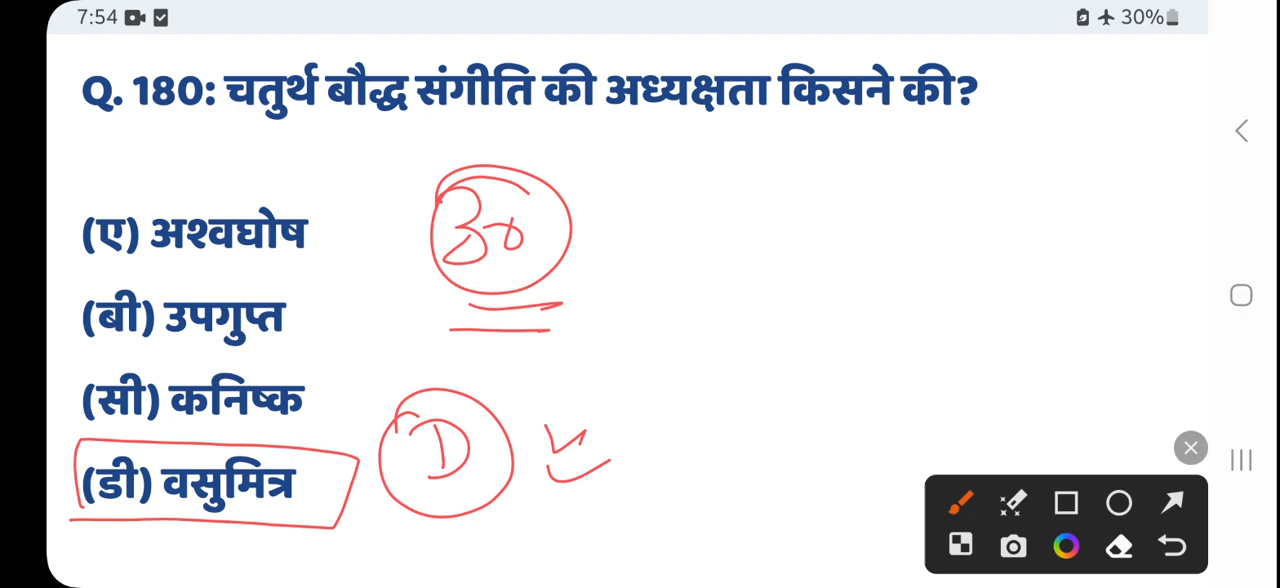 7:54
30%
Q. 180: चतुर्थ बौद्ध संगीति की अध्यक्षता किसने की?
(ए) अश्वघोष
(बी) उपगुप्त
(सी) कनिष्क
(डी) वसुमित्र
D